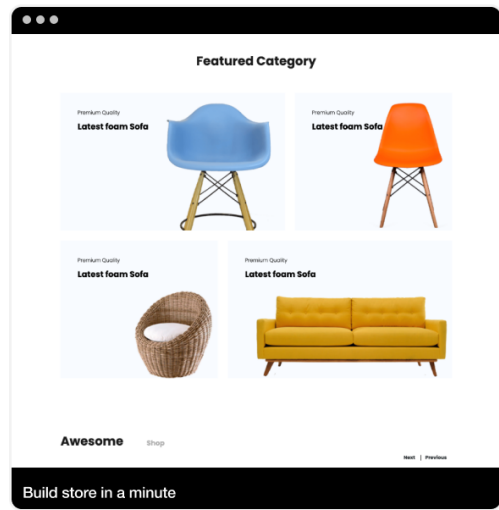 Featured Category
Premium Quality
Latest foam Sofa
Premium Quality
Latest foam Sofa
Premium Quality
Latest foam Sofa
Premium Quality
Latest foam Sofa
Awesome Shop
Next | Previous
Build store in a minute